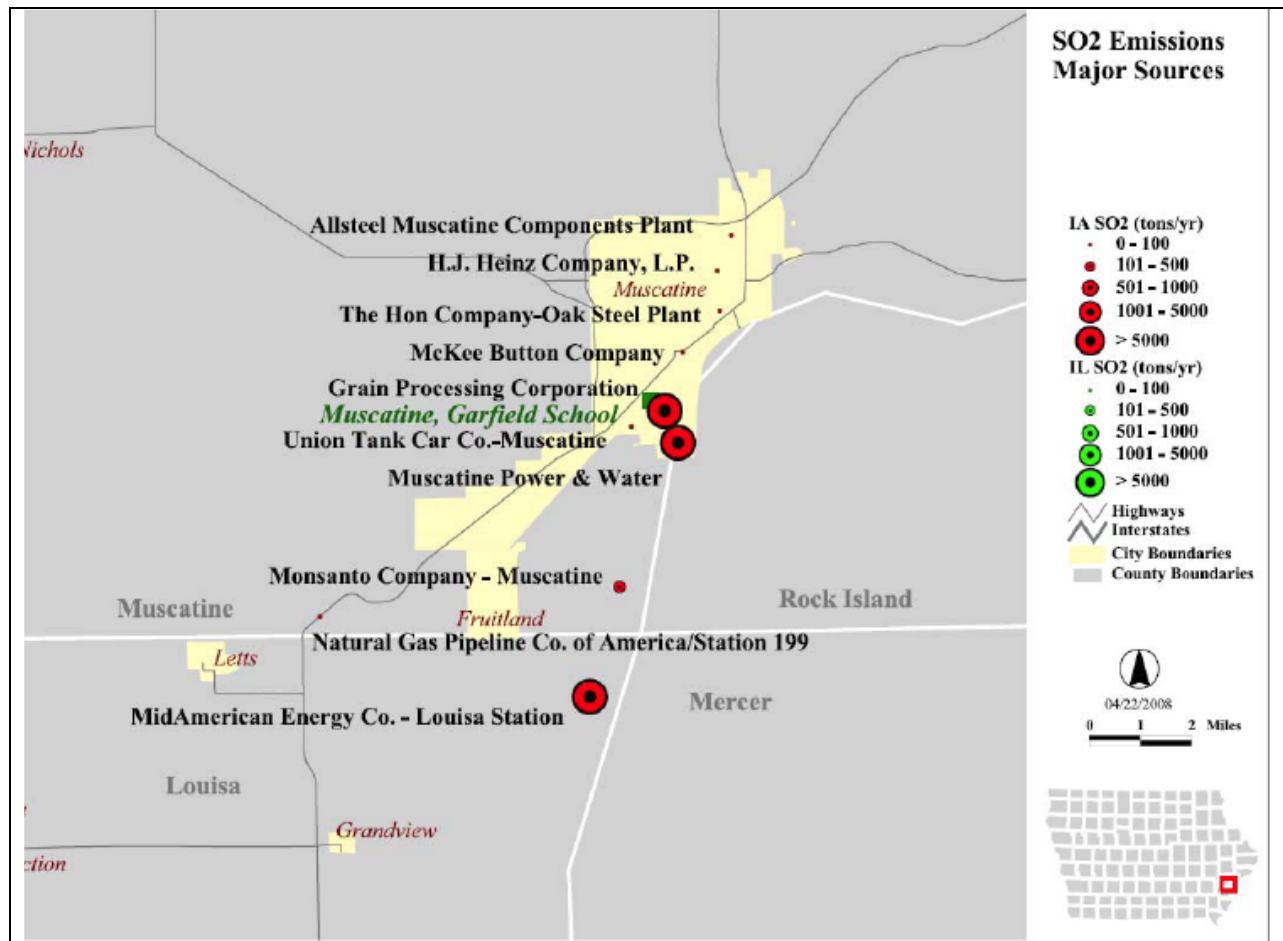 SO2 Emissions
Major Sources
Nichols
Allsteel Muscatine Components Plant
H.J. Heinz Company, L.P.
Muscatine
The Hon Company-Oak Steel Plant
McKee Button Company
Grain Processing Corporation
Muscatine, Garfield School
Union Tank Car Co.-Muscatine
Muscatine Power & Water
Monsanto Company - Muscatine
Muscatine
Fruitland
Rock Island
Natural Gas Pipeline Co. of America/Station 199
Letts
Mercer
MidAmerican Energy Co. - Louisa Station
Louisa
Grandview
ction
IA SO2 (tons/yr)
0 - 100
101 - 500
501 - 1000
1001 - 5000
> 5000
IL SO2 (tons/yr)
0 - 100
101 - 500
501 - 1000
1001 - 5000
> 5000
Highways
Interstates
City Boundaries
County Boundaries
04/22/2008
0 1 2 Miles